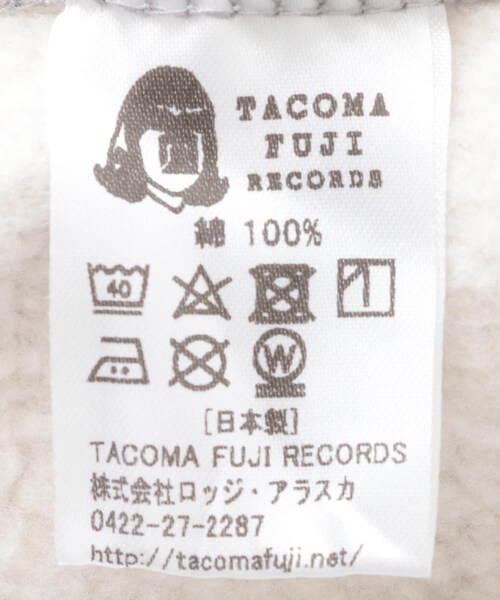 TACOMA
FUJI
RECORDS
綿 100%
40
W
[日本製]
TACOMA FUJI RECORDS
株式会社ロッジ・アラスカ
0422-27-2287
http://tacomafuji.net/